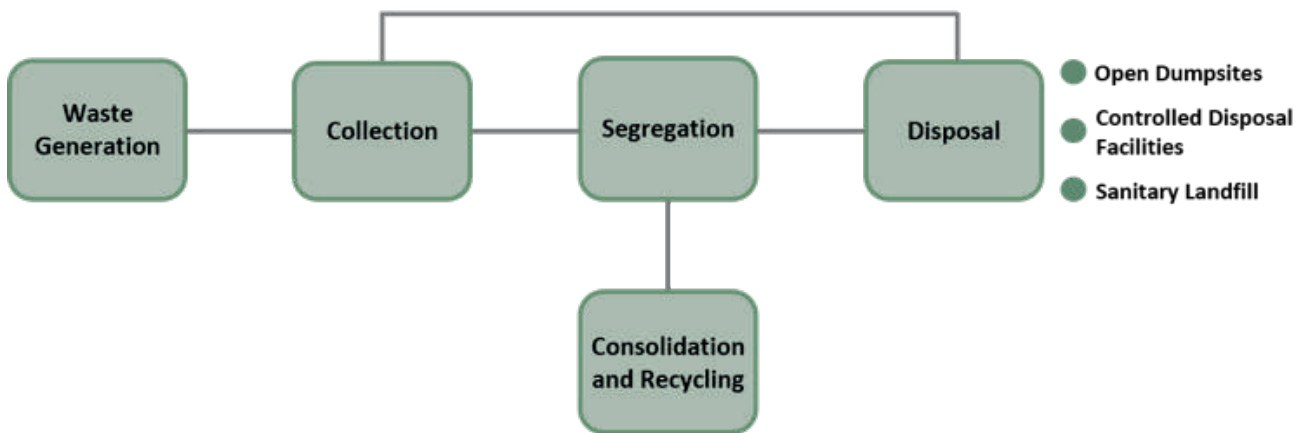 Waste
Generation
Collection
Segregation
Disposal
Open Dumpsites
Controlled Disposal
Facilities
Sanitary Landfill
Consolidation
and Recycling